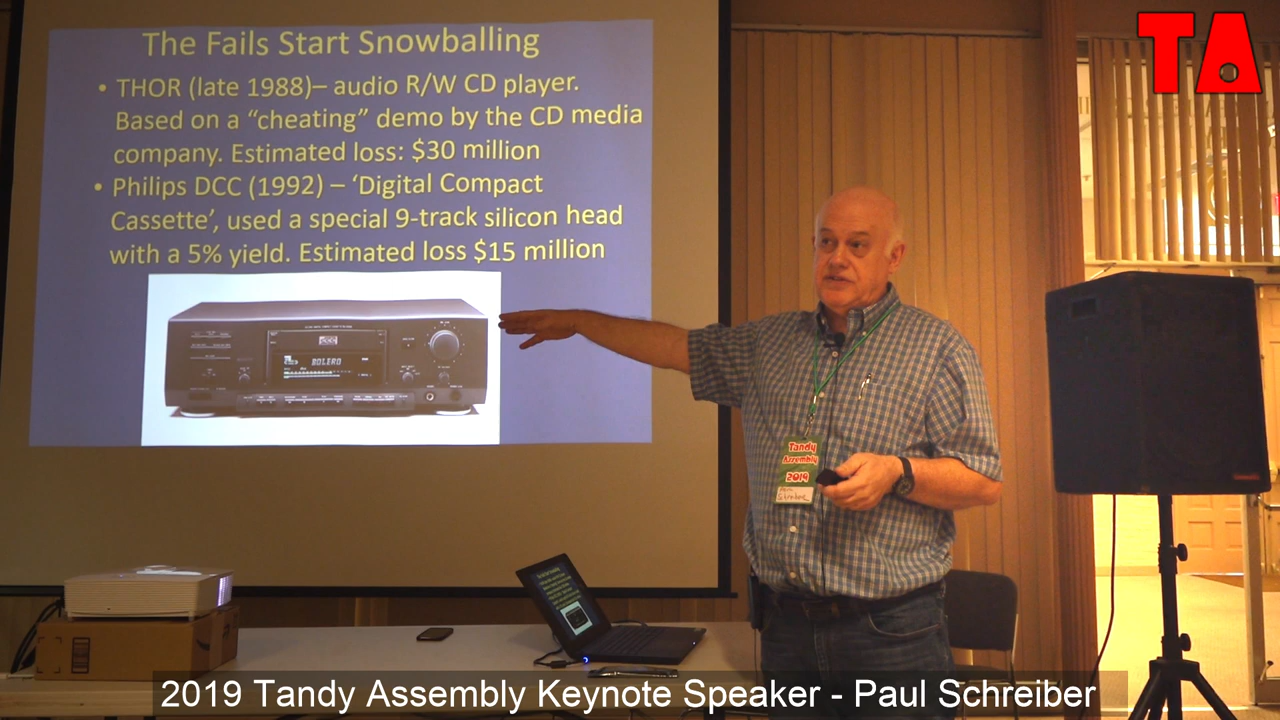 The Fails Start Snowballing
• THOR (late 1988)– audio R/W CD player.
Based on a “cheating” demo by the CD media
company. Estimated loss: $30 million
• Philips DCC (1992) – ‘Digital Compact
Cassette’, used a special 9-track silicon head
with a 5% yield. Estimated loss $15 million
BOLERO
TA
Tandy
Assembly
2019
2019 Tandy Assembly Keynote Speaker - Paul Schreiber